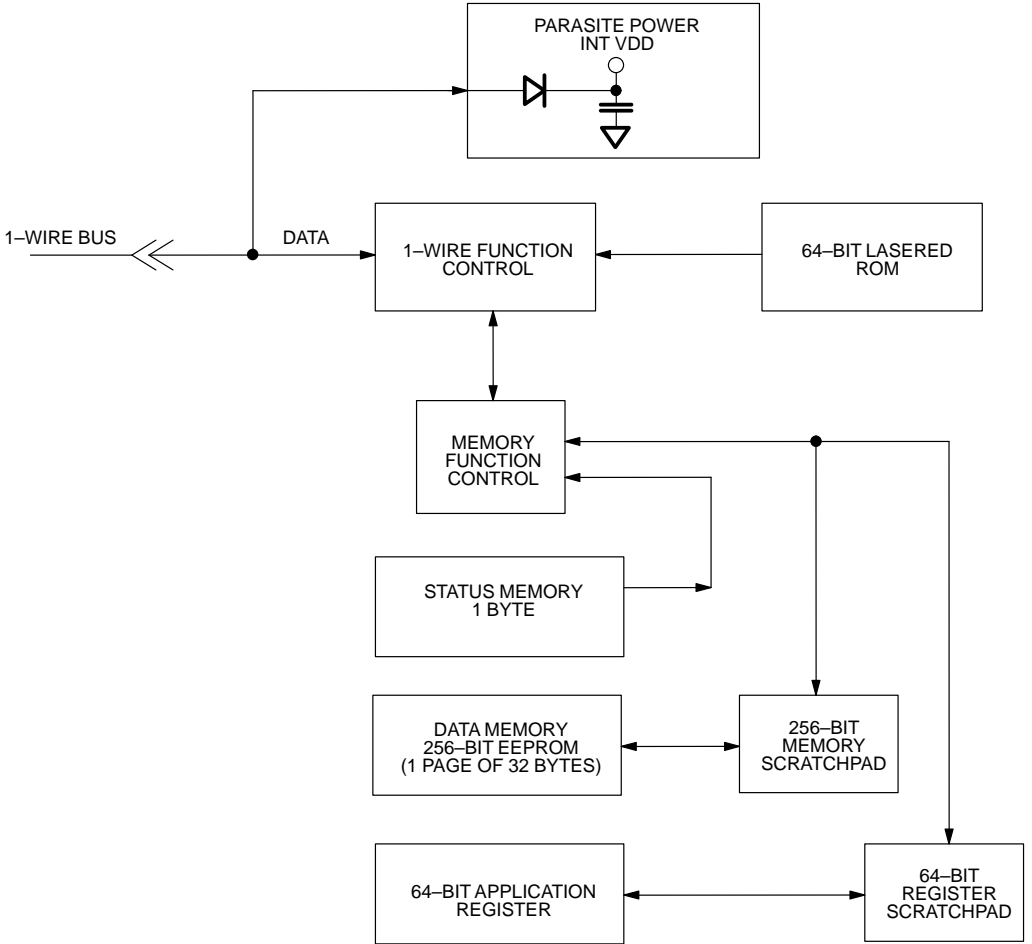 PARASITE POWER
INT VDD
1–WIRE BUS
DATA
1–WIRE FUNCTION
CONTROL
64–BIT LASERED
ROM
MEMORY
FUNCTION
CONTROL
STATUS MEMORY
1 BYTE
DATA MEMORY
256–BIT EEPROM
(1 PAGE OF 32 BYTES)
256–BIT
MEMORY
SCRATCHPAD
64–BIT APPLICATION
REGISTER
64–BIT
REGISTER
SCRATCHPAD